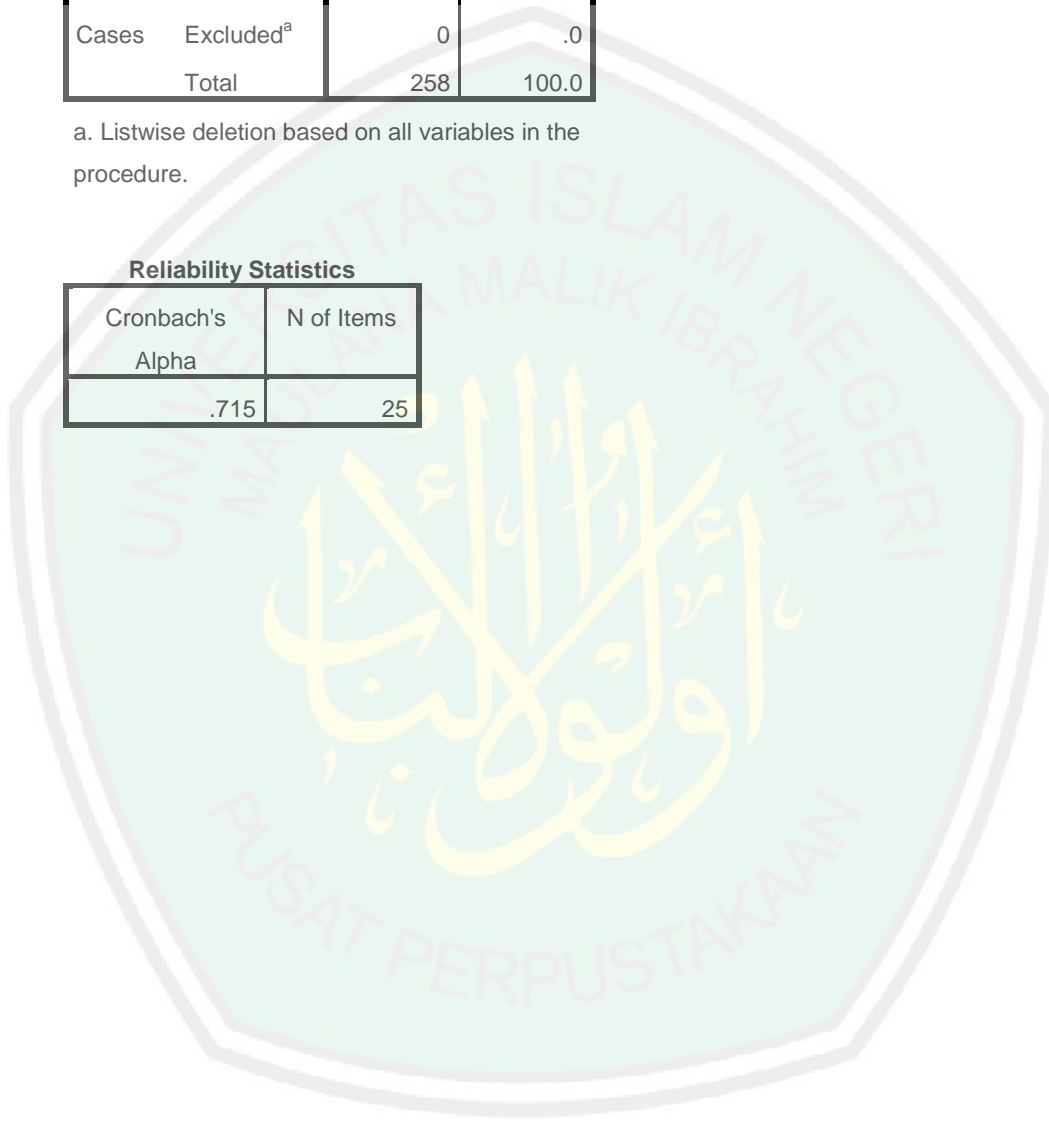 Cases Excludedª 0 .0
Total 258 100.0
a. Listwise deletion based on all variables in the
procedure.
Reliability Statistics
Cronbach's N of Items
Alpha
.715 25
UNIVERSITAS ISLAM NEGERI
MAULANA MALIK IBRAHIM
PUSAT PERPUSTAKAAN